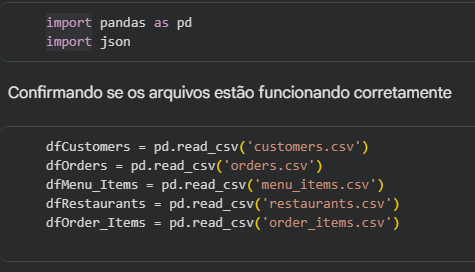 import pandas as pd
import json
Confirmando se os arquivos estão funcionando corretamente
dfCustomers = pd.read_csv('customers.csv')
dfOrders = pd.read_csv('orders.csv')
dfMenu_Items = pd.read_csv('menu_items.csv')
dfRestaurants = pd.read_csv('restaurants.csv')
dfOrder_Items = pd.read_csv('order_items.csv')